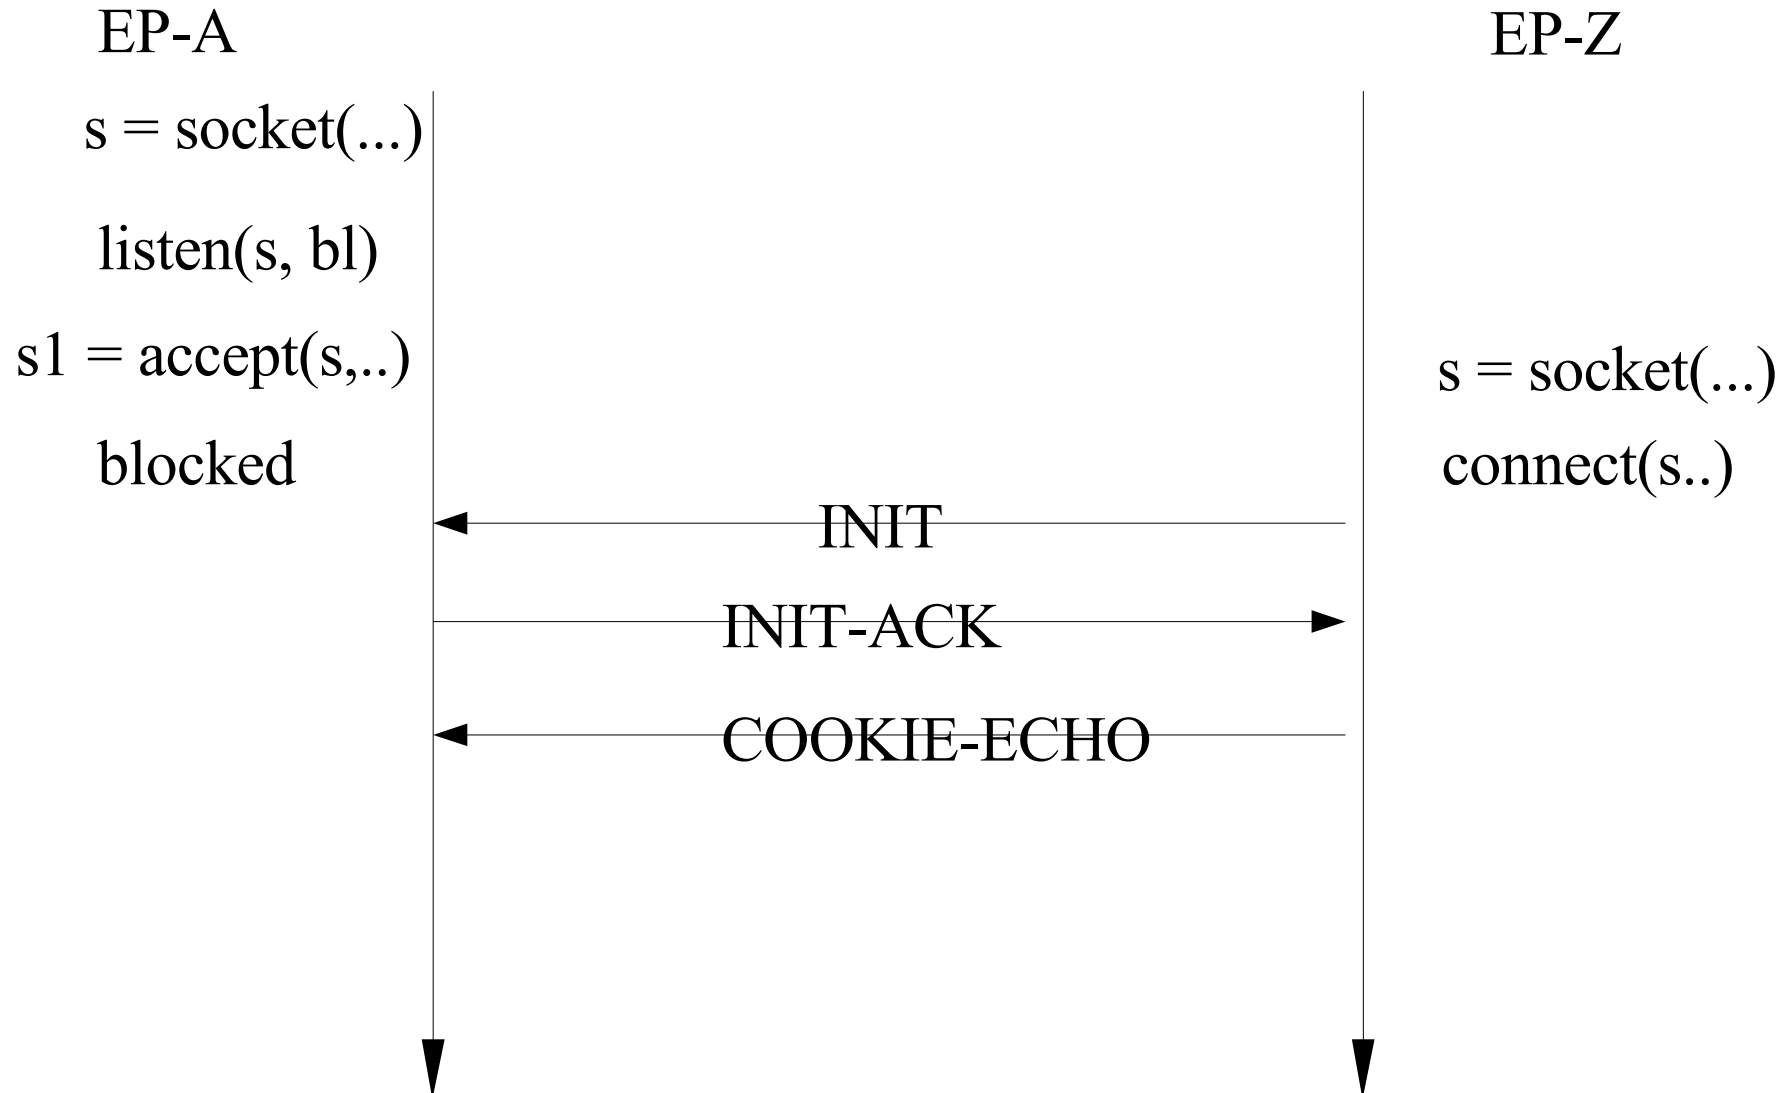 EP-A
EP-Z
s = socket(...)
listen(s, bl)
s1 = accept(s,..)
s = socket(...)
blocked
connect(s..)
INIT
INIT-ACK
COOKIE-ECHO